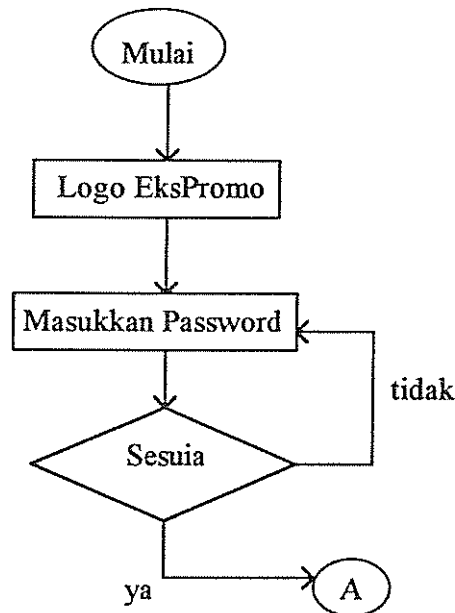 Mulai
Logo EksPromo
Masukkan Password
tidak
Sesuia
ya
A